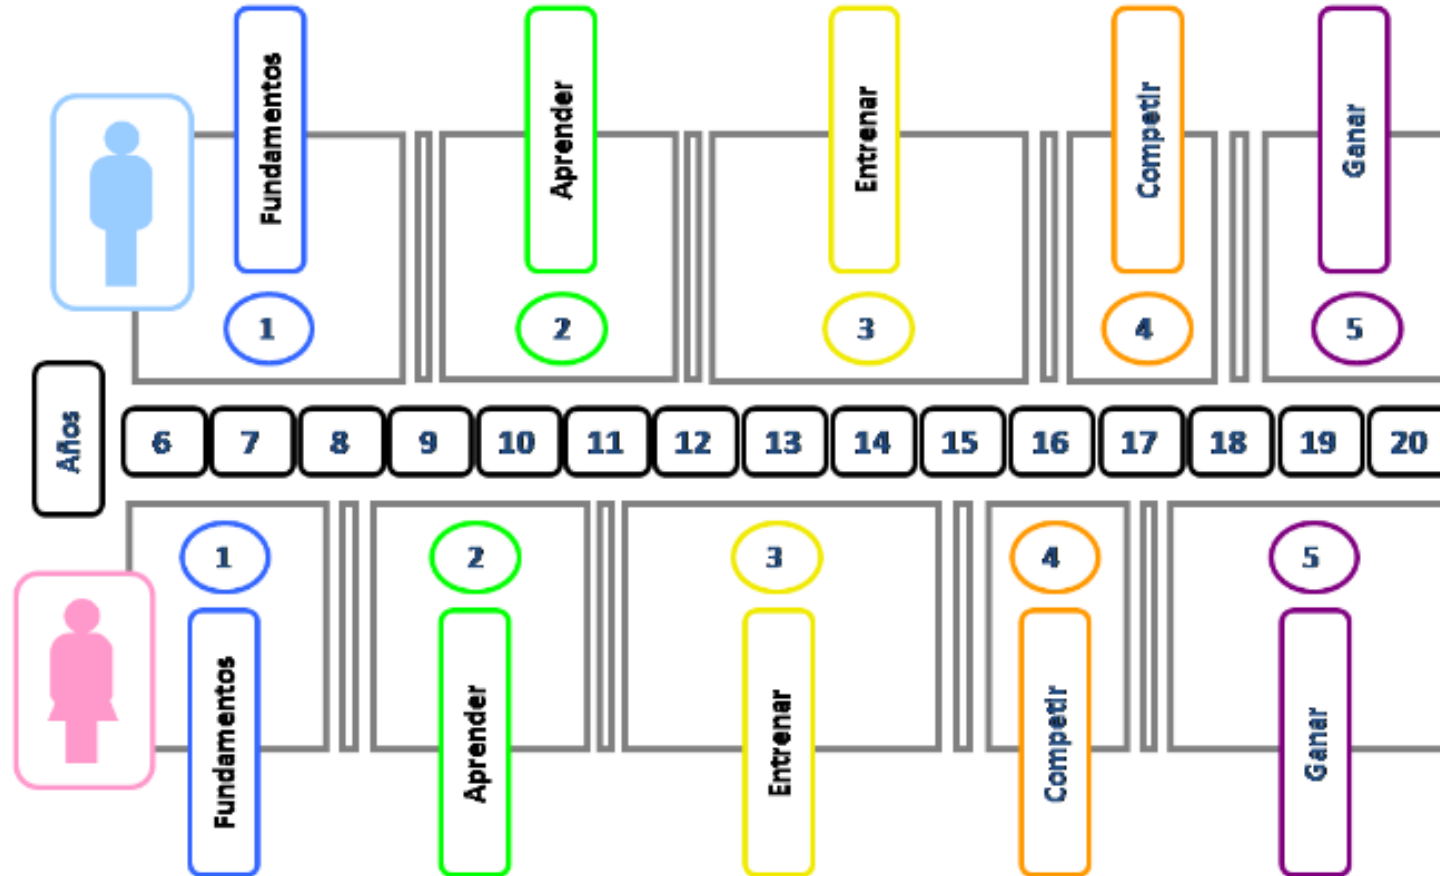 Fundamentos
Aprender
Entrenar
Competir
Ganar
1
2
3
4
5
Años
6 7 8 9 10 11 12 13 14 15 16 17 18 19 20
1
2
3
4
5
Fundamentos
Aprender
Entrenar
Competir
Ganar